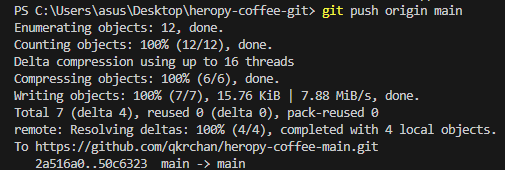 PS C:\Users\asus\Desktop\heropy-coffee-git> git push origin main
Enumerating objects: 12, done.
Counting objects: 100% (12/12), done.
Delta compression using up to 16 threads
Compressing objects: 100% (6/6), done.
Writing objects: 100% (7/7), 15.76 KiB | 7.88 MiB/s, done.
Total 7 (delta 4), reused 0 (delta 0), pack-reused 0
remote: Resolving deltas: 100% (4/4), completed with 4 local objects.
To https://github.com/qkrchan/heropy-coffee-main.git
   2a516a0..50c6323  main -> main